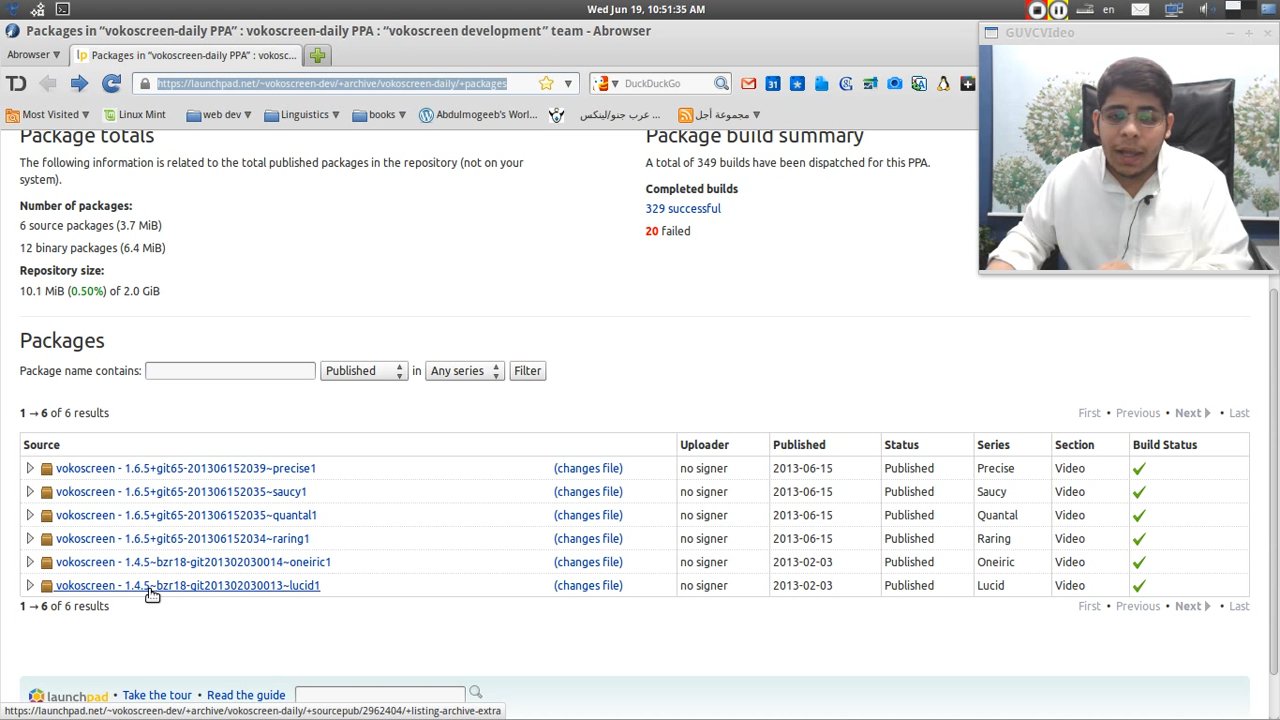 Wed Jun 19, 10:51:35 AM
en
Packages in “vokoscreen-daily PPA” : vokoscreen-daily PPA : “vokoscreen development” team - Abrowser
GUVCVideo
Abrowser
Packages in “vokoscreen-daily PPA” : vokosc...
https://launchpad.net/~vokoscreen-dev/+archive/vokoscreen-daily/+packages
DuckDuckGo
31
Most Visited
Linux Mint
web dev
Linguistics
books
Abdulmogeeb's World...
عرب جنو/لينكس...
مجموعة أجل
Package totals
The following information is related to the total published packages in the repository (not on your
system).
Number of packages:
6 source packages (3.7 MiB)
12 binary packages (6.4 MiB)
Repository size:
10.1 MiB (0.50%) of 2.0 GiB
Package build summary
A total of 349 builds have been dispatched for this PPA.
Completed builds
329 successful
20 failed
Packages
Package name contains: Published in Any series Filter
1 → 6 of 6 results First • Previous • Next • Last
Source Uploader Published Status Series Section Build Status
vokoscreen - 1.6.5+git65-201306152039~precise1 (changes file) no signer 2013-06-15 Published Precise Video
vokoscreen - 1.6.5+git65-201306152035~saucy1 (changes file) no signer 2013-06-15 Published Saucy Video
vokoscreen - 1.6.5+git65-201306152035~quantal1 (changes file) no signer 2013-06-15 Published Quantal Video
vokoscreen - 1.6.5+git65-201306152034~raring1 (changes file) no signer 2013-06-15 Published Raring Video
vokoscreen - 1.4.5~bzr18-git201302030014~oneiric1 (changes file) no signer 2013-02-03 Published Oneiric Video
vokoscreen - 1.4.5~bzr18-git201302030013~lucid1 (changes file) no signer 2013-02-03 Published Lucid Video
1 → 6 of 6 results First • Previous • Next • Last
launchpad • Take the tour • Read the guide
https://launchpad.net/~vokoscreen-dev/+archive/vokoscreen-daily/+sourcepub/2962404/+listing-archive-extra